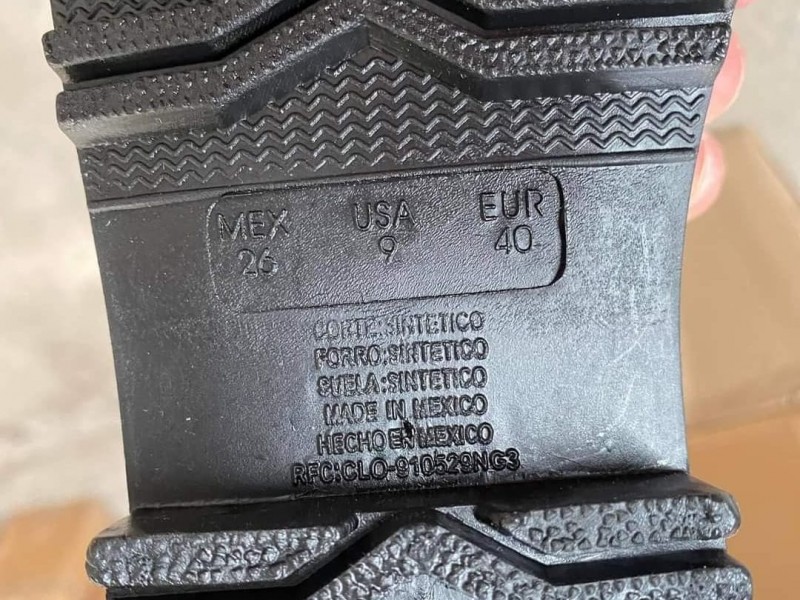 MEX USA EUR
26 9 40
CORTE:SINTETICO
FORRO:SINTETICO
SUELA:SINTETICO
MADE IN MEXICO
HECHO EN MEXICO
RFC:CLO-910529NG3